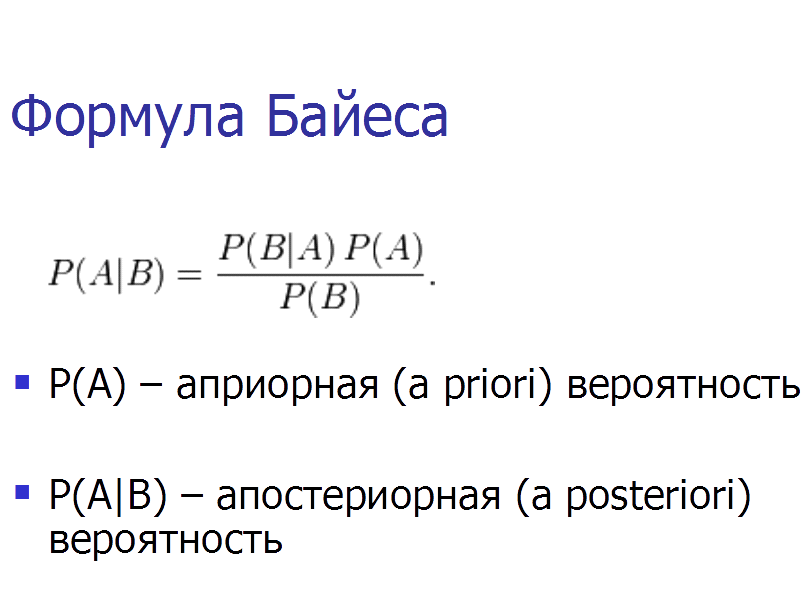 Формула Байеса
P(A|B) = P(B|A) P(A) / P(B).
P(A) – априорная (a priori) вероятность
P(A|B) – апостериорная (a posteriori)
вероятность